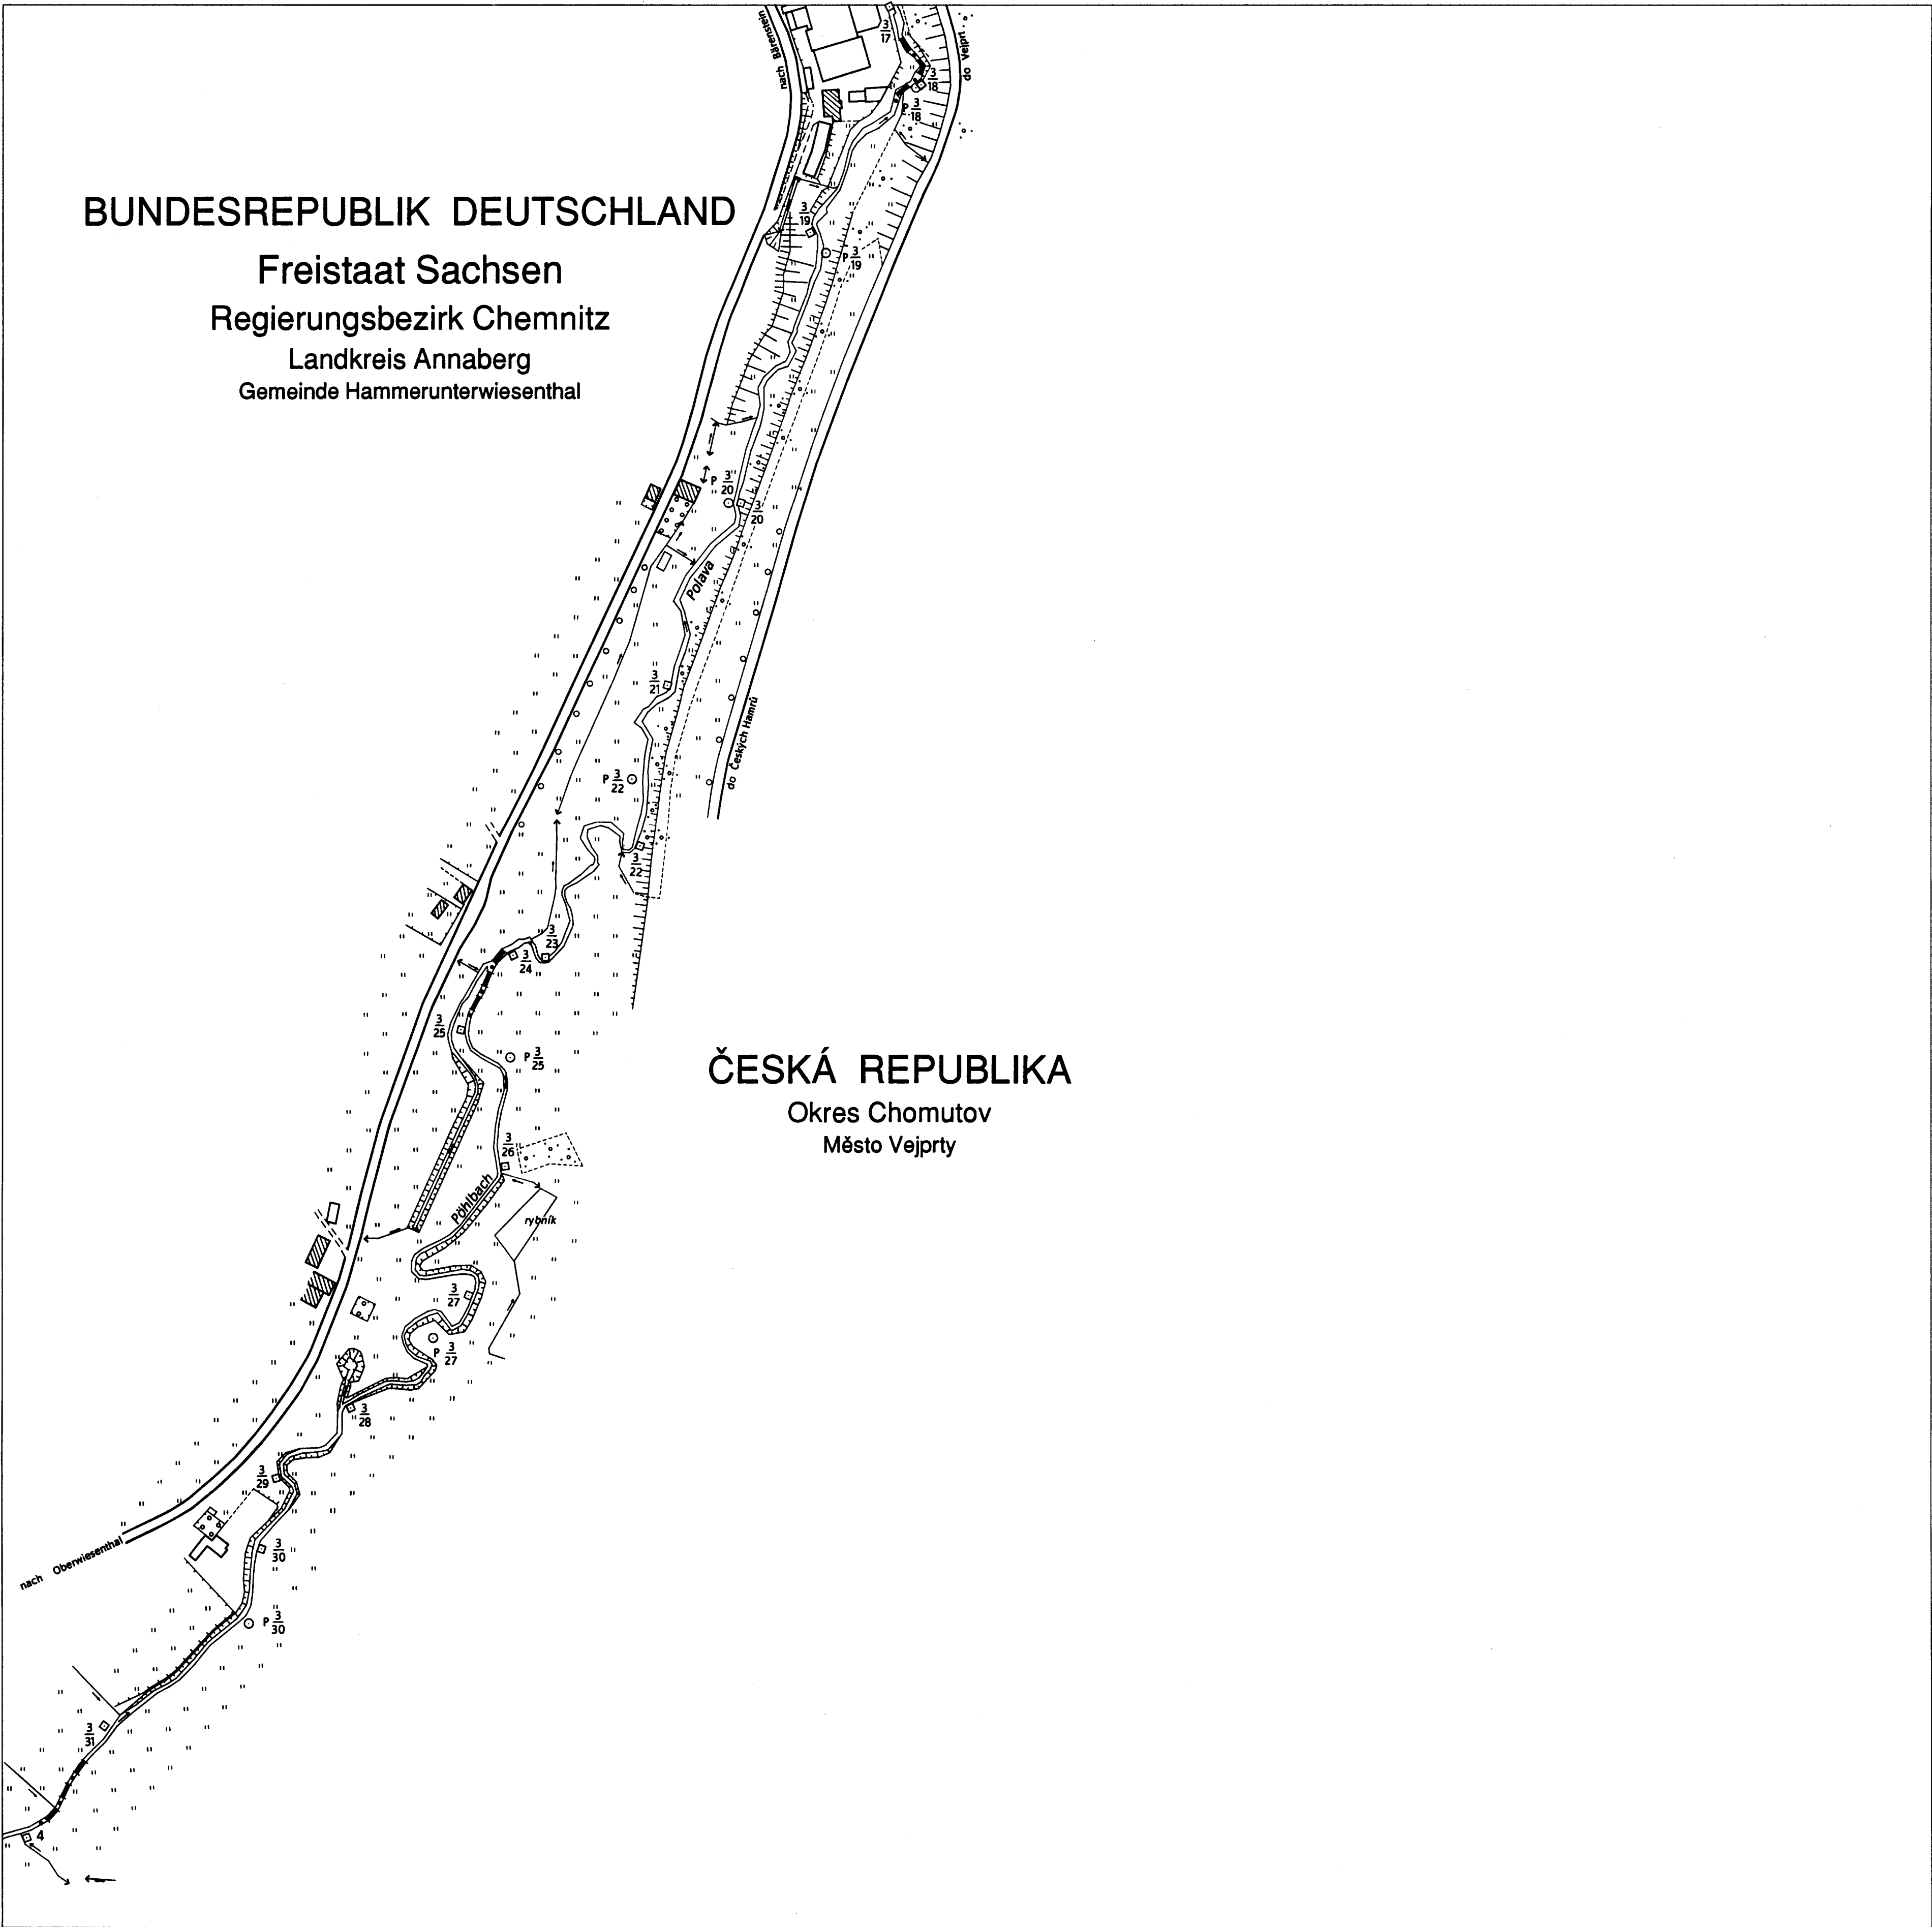 nach Bärenstein
3
17
do Vejprt
3
18
P 3
18
BUNDESREPUBLIK DEUTSCHLAND
Freistaat Sachsen
Regierungsbezirk Chemnitz
Landkreis Annaberg
Gemeinde Hammerunterwiesenthal
3
19
P 3
19
P 3
20
3
20
Polava
3
21
do Českých Hamrů
P 3
22
3
22
3
23
3
24
3
25
P 3
25
ČESKÁ REPUBLIKA
Okres Chomutov
Město Vejprty
3
26
Pöhlbach
rybník
3
27
P 3
27
3
28
3
29
nach Oberwiesenthal
3
30
P 3
30
3
31
4